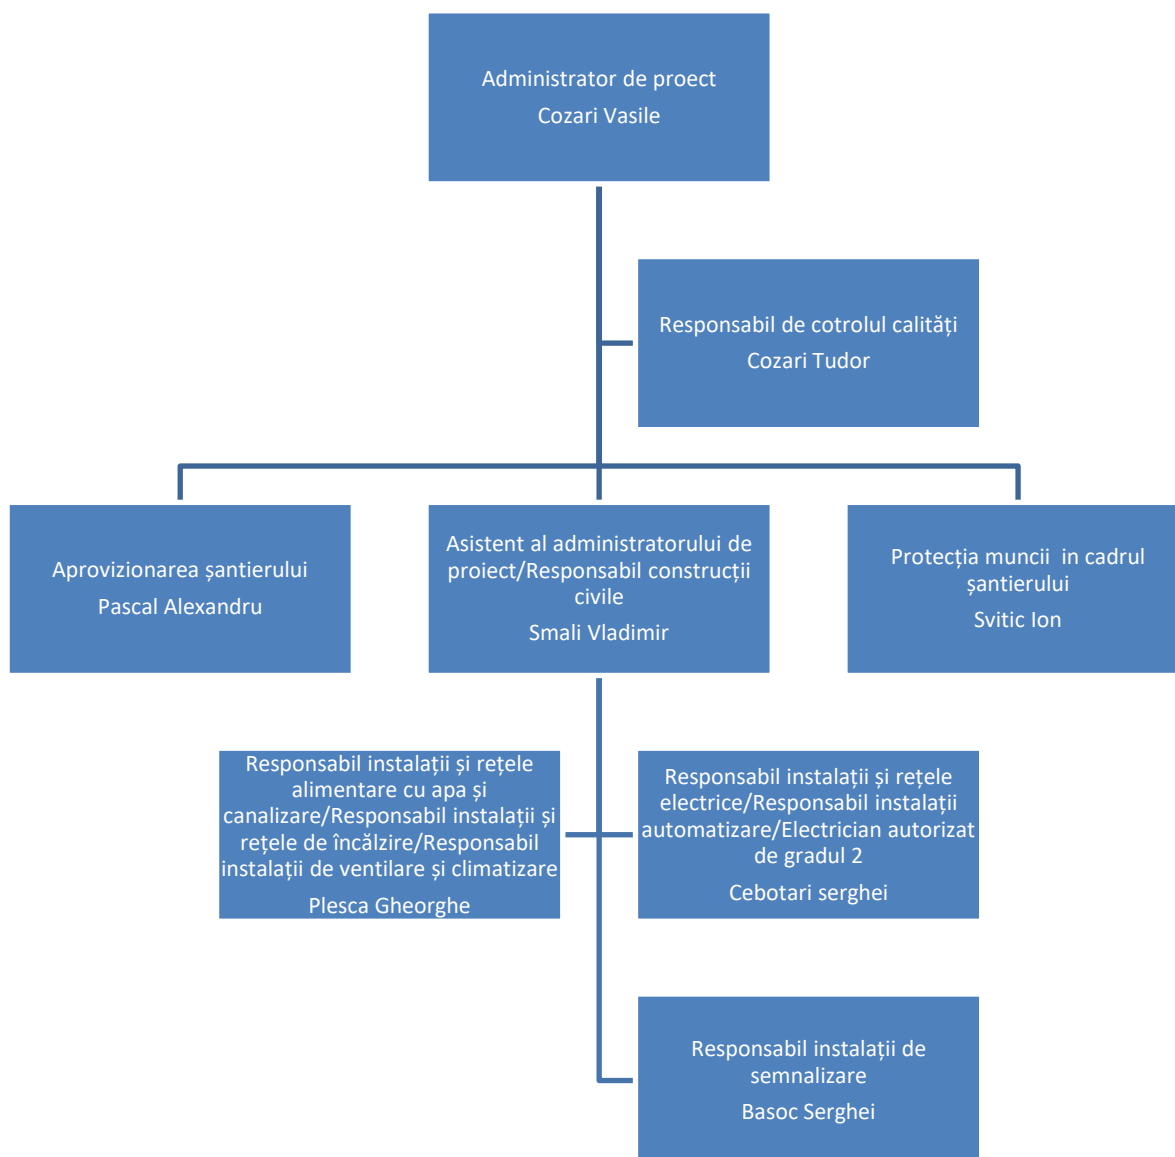 Administrator de proect
Cozari Vasile
Responsabil de cotrolul calități
Cozari Tudor
Aprovizionarea șantierului
Pascal Alexandru
Asistent al administratorului de
proiect/Responsabil construcții
civile
Smali Vladimir
Protecția muncii  in cadrul
șantierului
Svitic Ion
Responsabil instalații și rețele
alimentare cu apa și
canalizare/Responsabil instalații și
rețele de încălzire/Responsabil
instalații de ventilare și climatizare
Plesca Gheorghe
Responsabil instalații și rețele
electrice/Responsabil instalații
automatizare/Electrician autorizat
de gradul 2
Cebotari serghei
Responsabil instalații de
semnalizare
Basoc Serghei